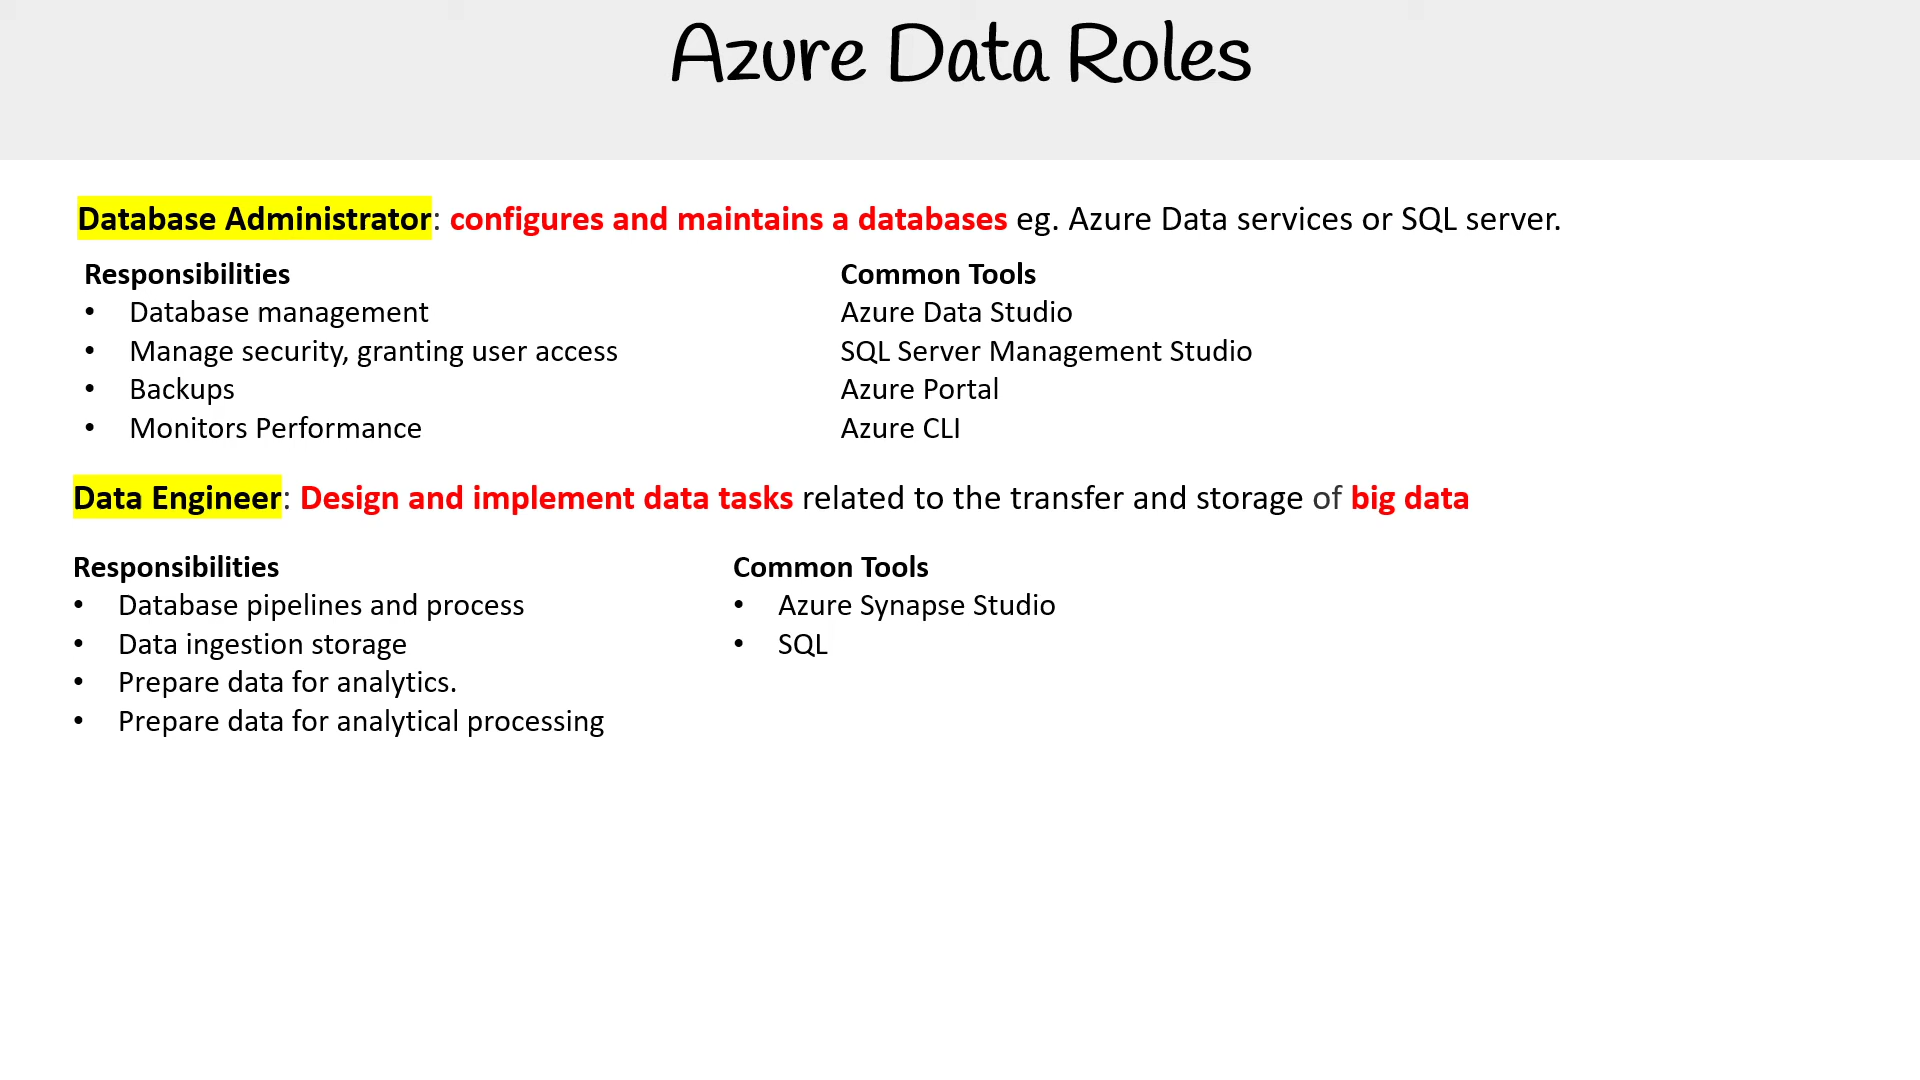 Azure Data Roles
Database Administrator: configures and maintains a databases eg. Azure Data services or SQL server.
Responsibilities
• Database management
• Manage security, granting user access
• Backups
• Monitors Performance
Common Tools
Azure Data Studio
SQL Server Management Studio
Azure Portal
Azure CLI
Data Engineer: Design and implement data tasks related to the transfer and storage of big data
Responsibilities
• Database pipelines and process
• Data ingestion storage
• Prepare data for analytics.
• Prepare data for analytical processing
Common Tools
• Azure Synapse Studio
• SQL